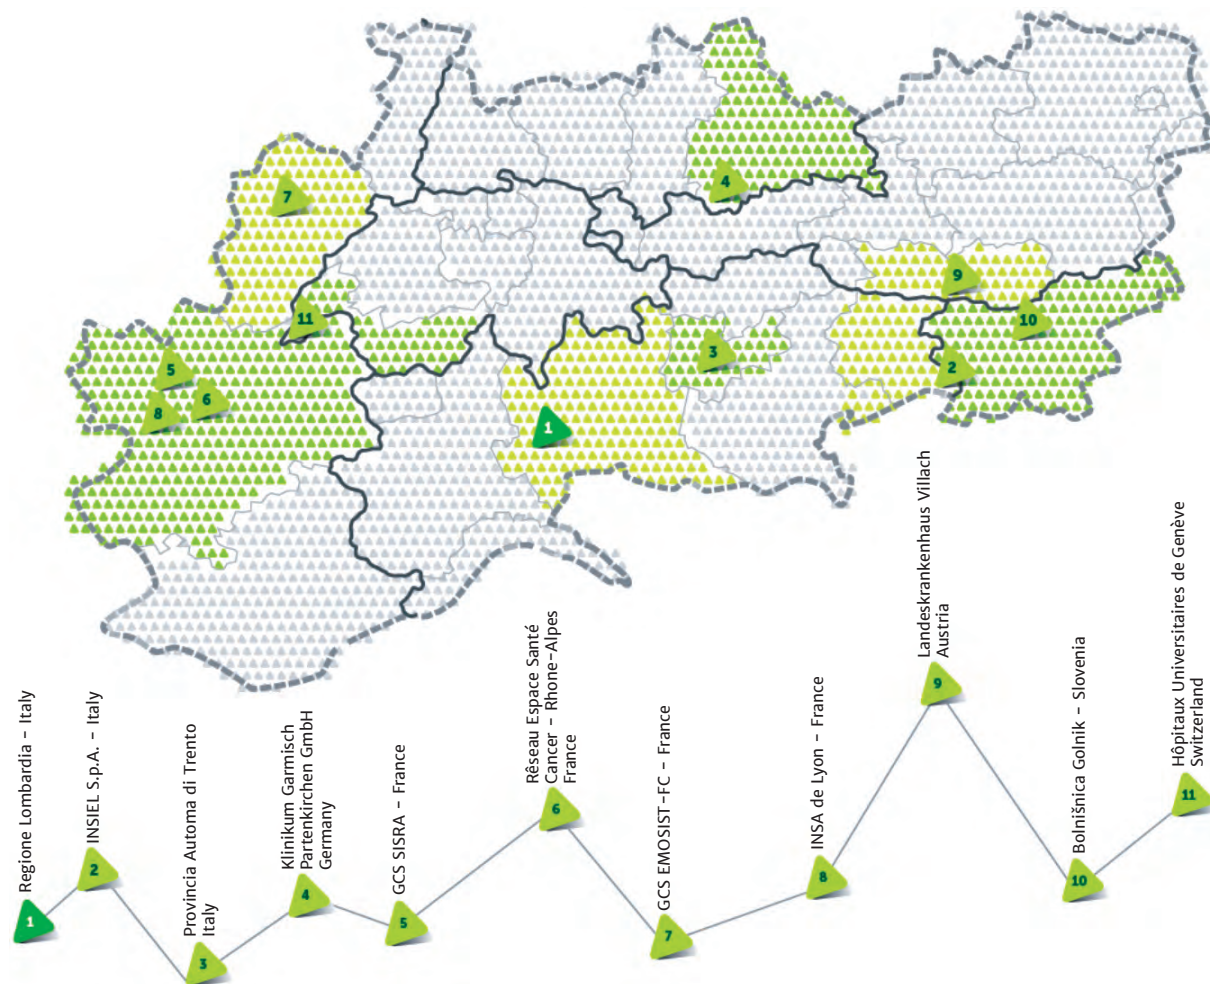 7
4
9
11
10
5
3
2
6
8
1
Regione Lombardia – Italy
1
INSIEL S.p.A. – Italy
2
Provincia Automa di Trento
Italy
3
Klinikum Garmisch
Partenkirchen GmbH
Germany
4
GCS SISRA – France
5
Rêseau Espace Santé
Cancer – Rhone-Alpes
France
6
GCS EMOSIST-FC – France
7
INSA de Lyon – France
8
Landeskrankenhaus Villach
Austria
9
Bolnišnica Golnik – Slovenia
10
Hôpitaux Universitaires de Genève
Switzerland
11